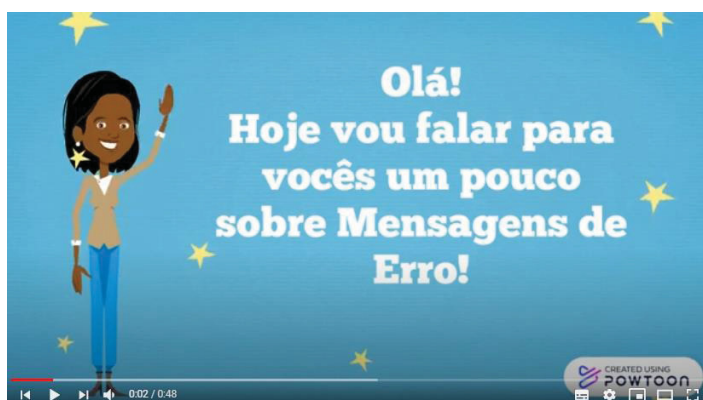 Olá!
Hoje vou falar para
vocês um pouco
sobre Mensagens de
Erro!
CREATED USING
POWTOON
0:02 / 0:48